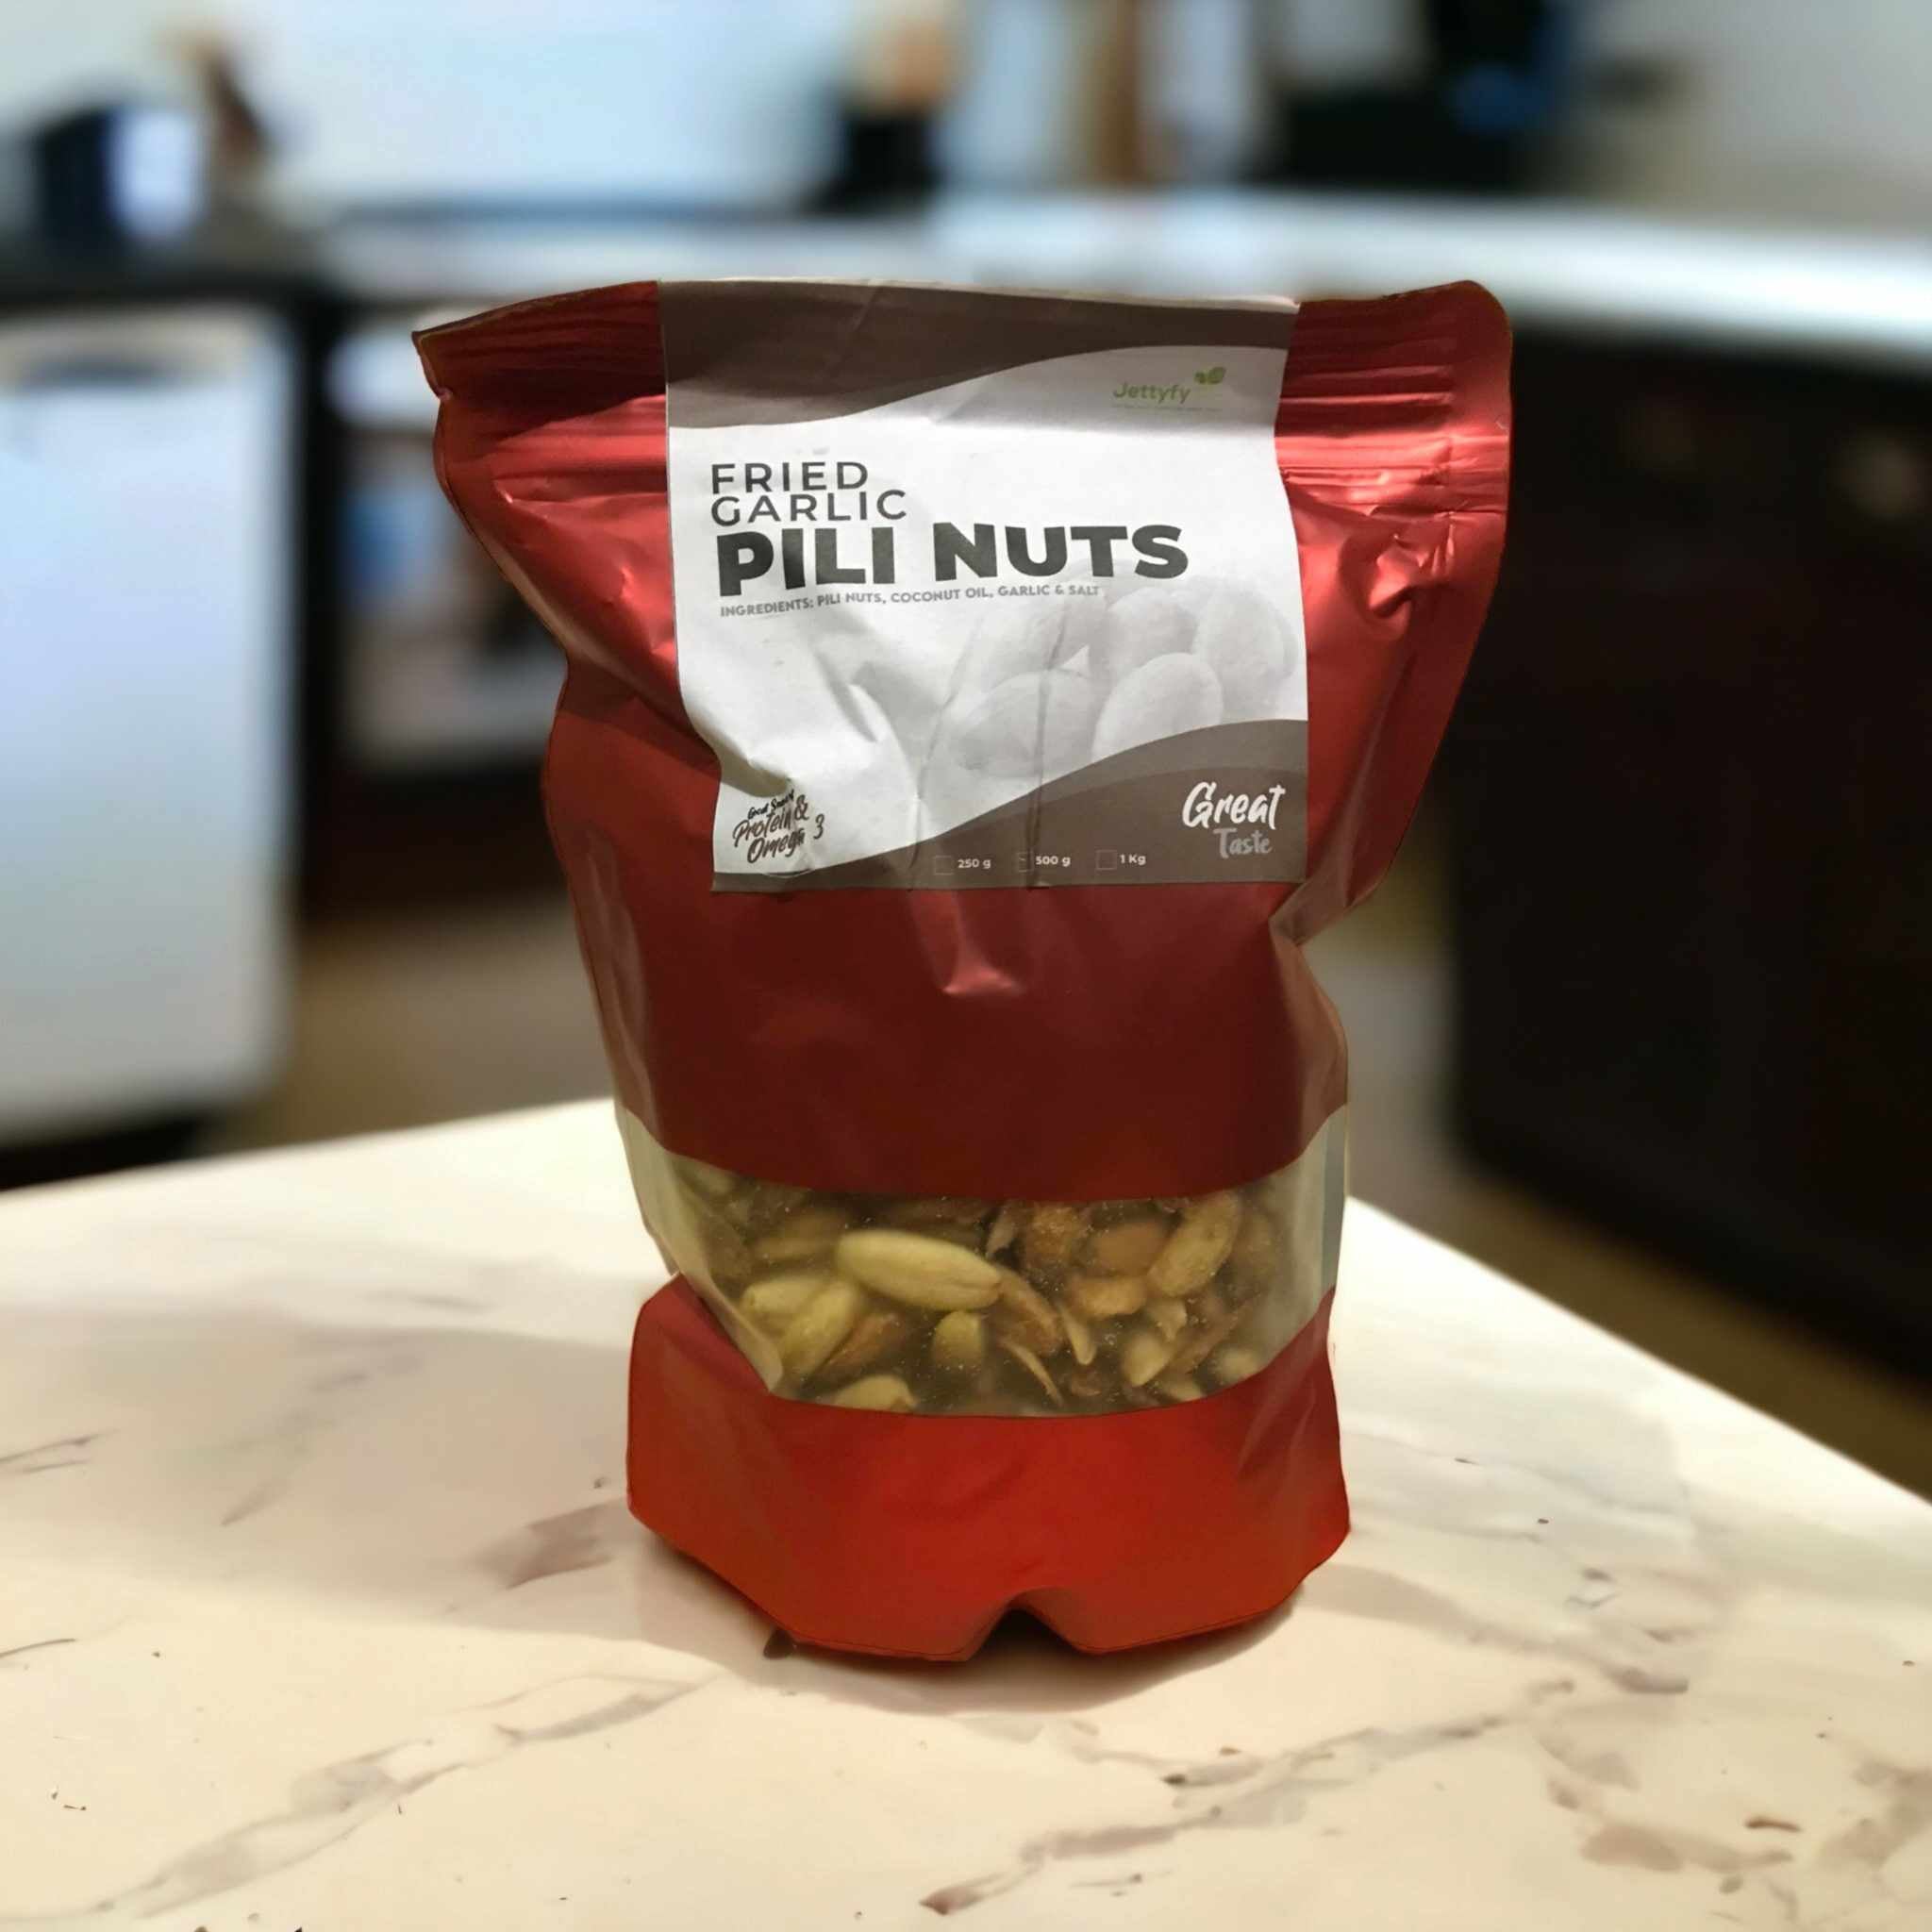 Jettyfy
FRIED
GARLIC
PILI NUTS
INGREDIENTS: PILI NUTS, COCONUT OIL, GARLIC & SALT
Protein &
Omega 3
250 g 500 g 1 Kg
Great
Taste